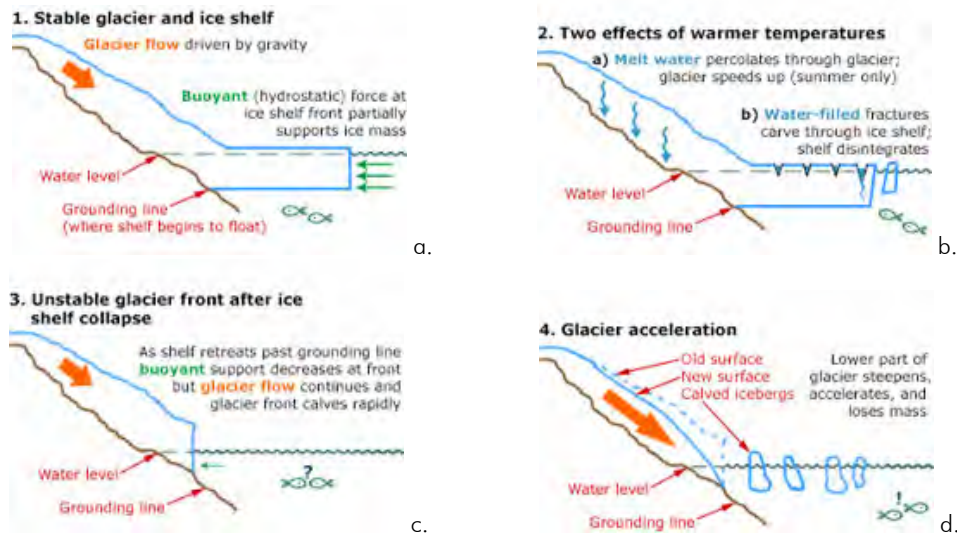 1. Stable glacier and ice shelf
Glacier flow driven by gravity
Buoyant (hydrostatic) force at
ice shelf front partially
supports ice mass
Water level
Grounding line
(where shelf begins to float)
a.
2. Two effects of warmer temperatures
a) Melt water percolates through glacier;
glacier speeds up (summer only)
b) Water-filled fractures
carve through ice shelf;
shelf disintegrates
Water level
Grounding line
b.
3. Unstable glacier front after ice
shelf collapse
As shelf retreats past grounding line
buoyant support decreases at front
but glacier flow continues and
glacier front calves rapidly
Water level
?
Grounding line
c.
4. Glacier acceleration
Old surface
New surface
Calved icebergs
Lower part of
glacier steepens,
accelerates, and
loses mass
Water level
!
Grounding line
d.